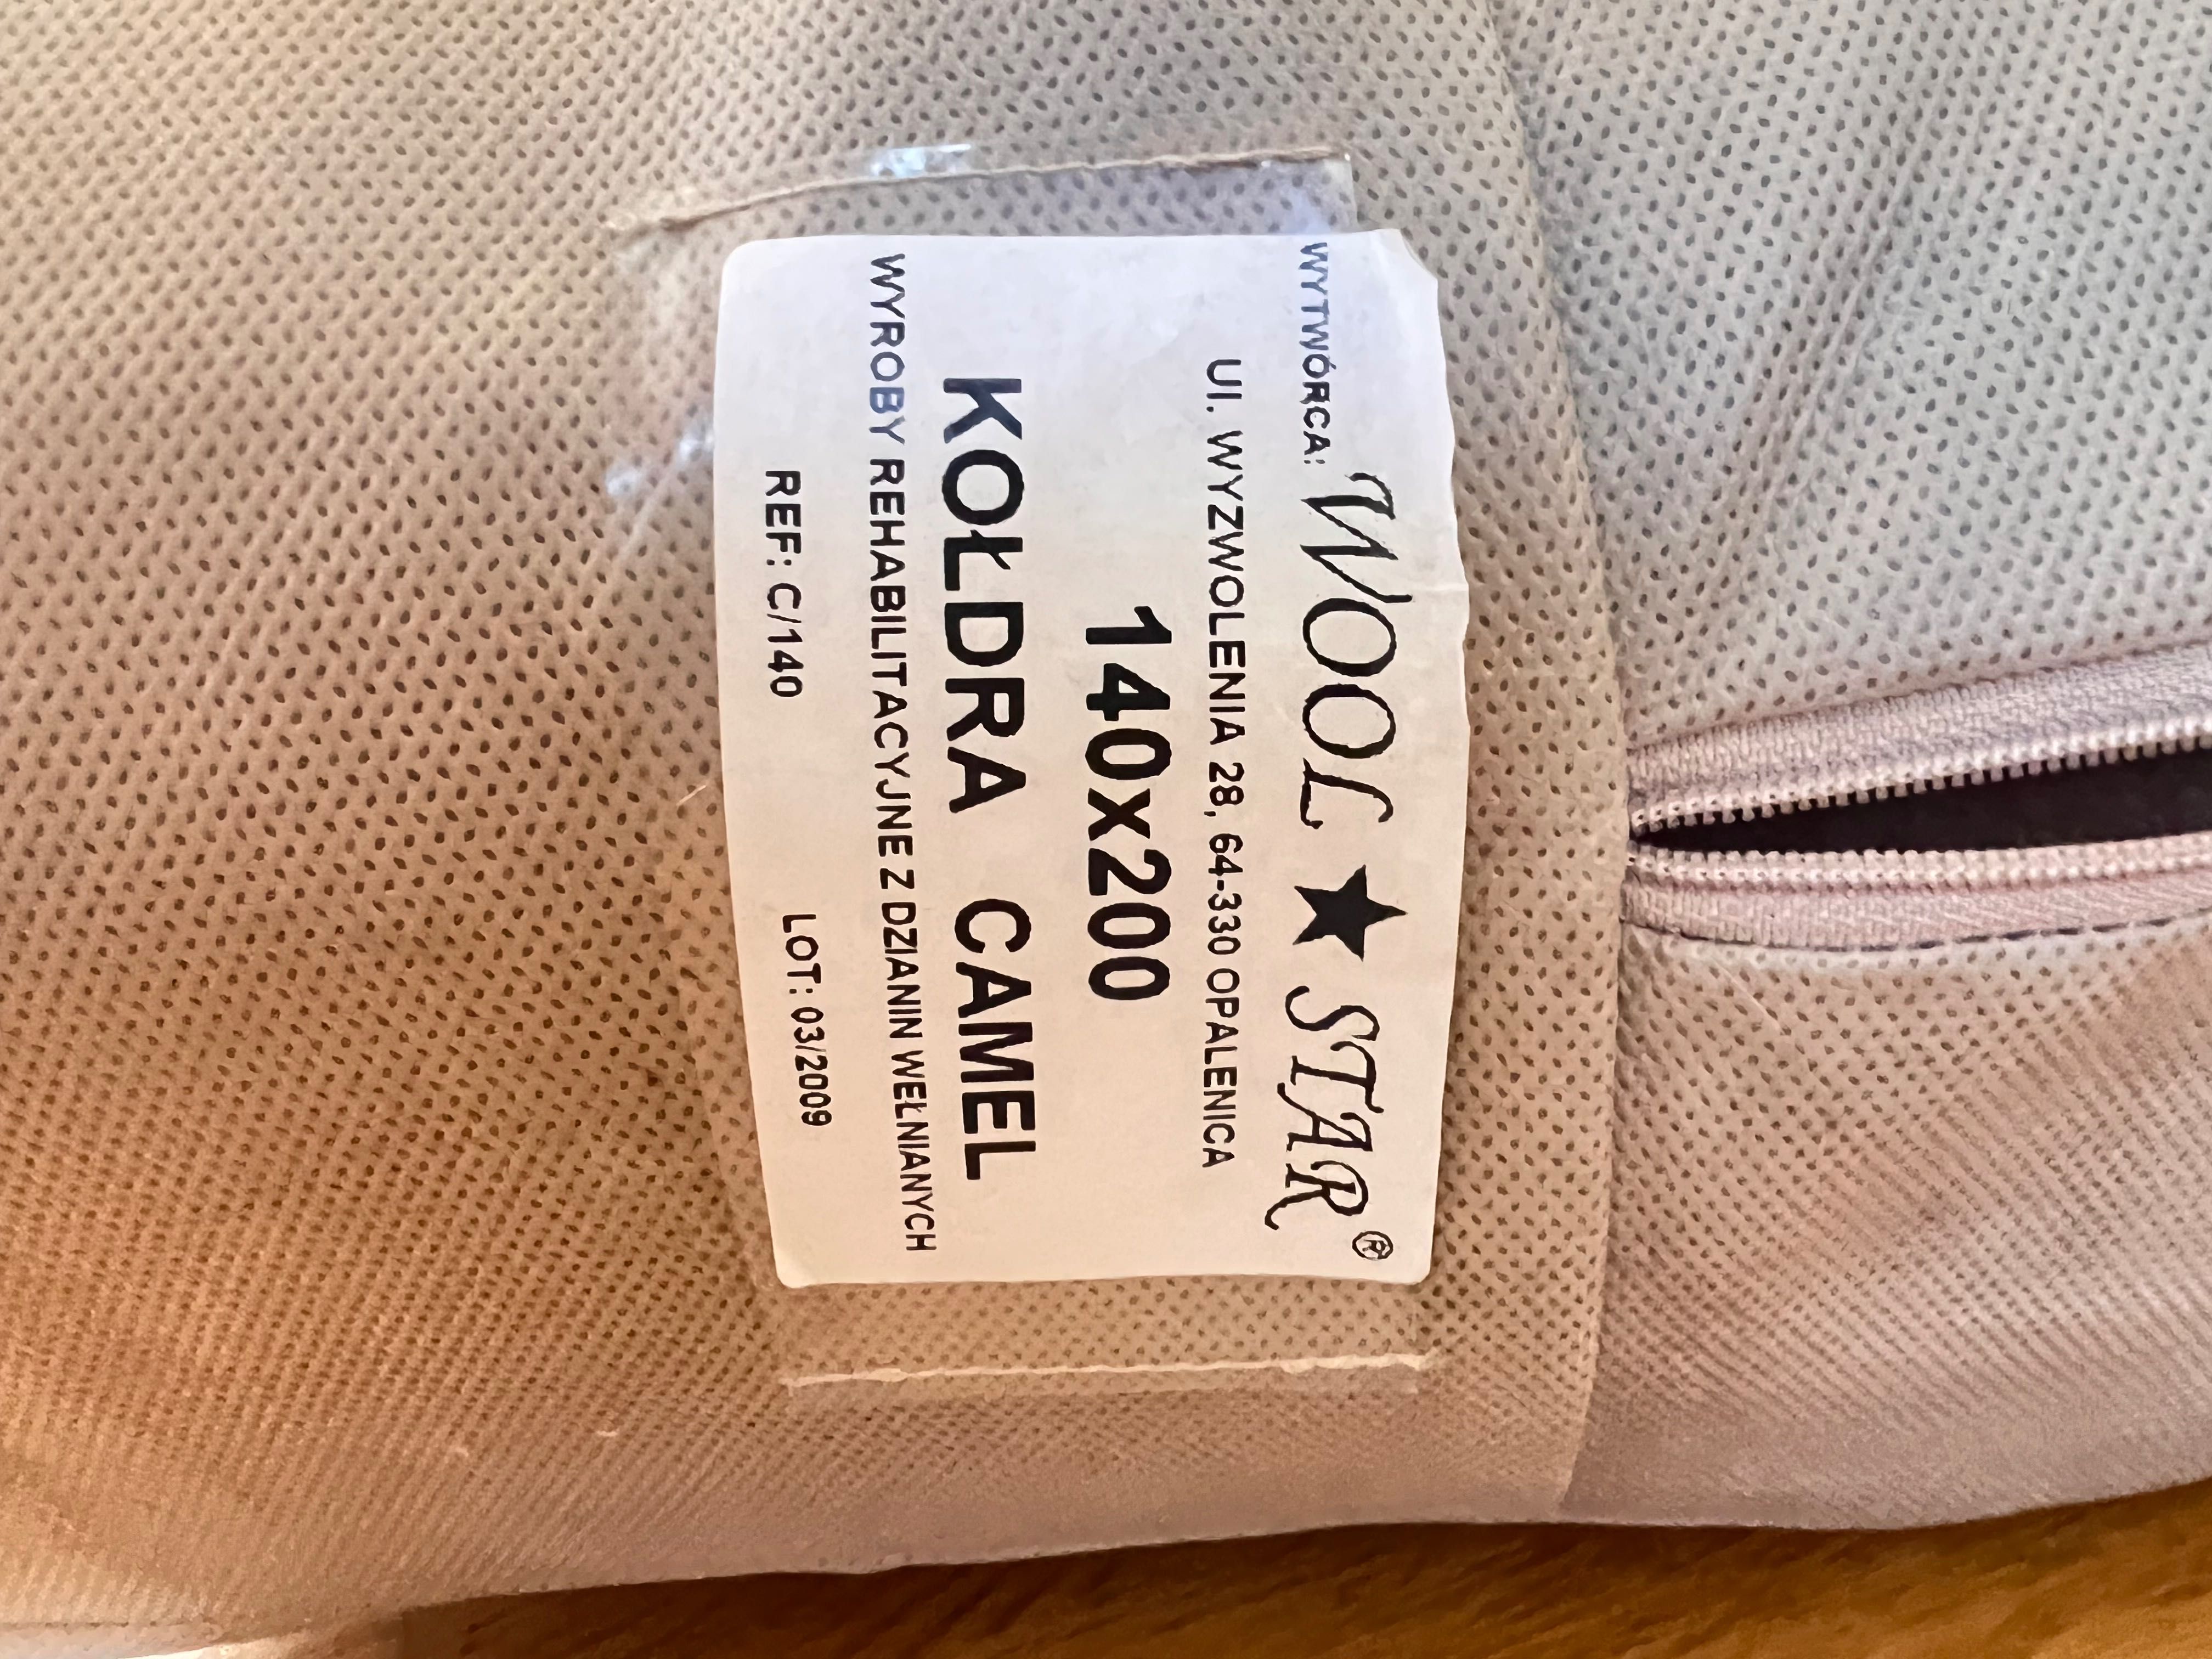 WYTWÓRCA: WOOL ★ STAR®
Ul. WYZWOLENIA 28, 64-330 OPALENICA
140x200
KOŁDRA CAMEL
WYROBY REHABILITACYJNE Z DZIANIN WEŁNIANYCH
REF: C/140 LOT: 03/2009